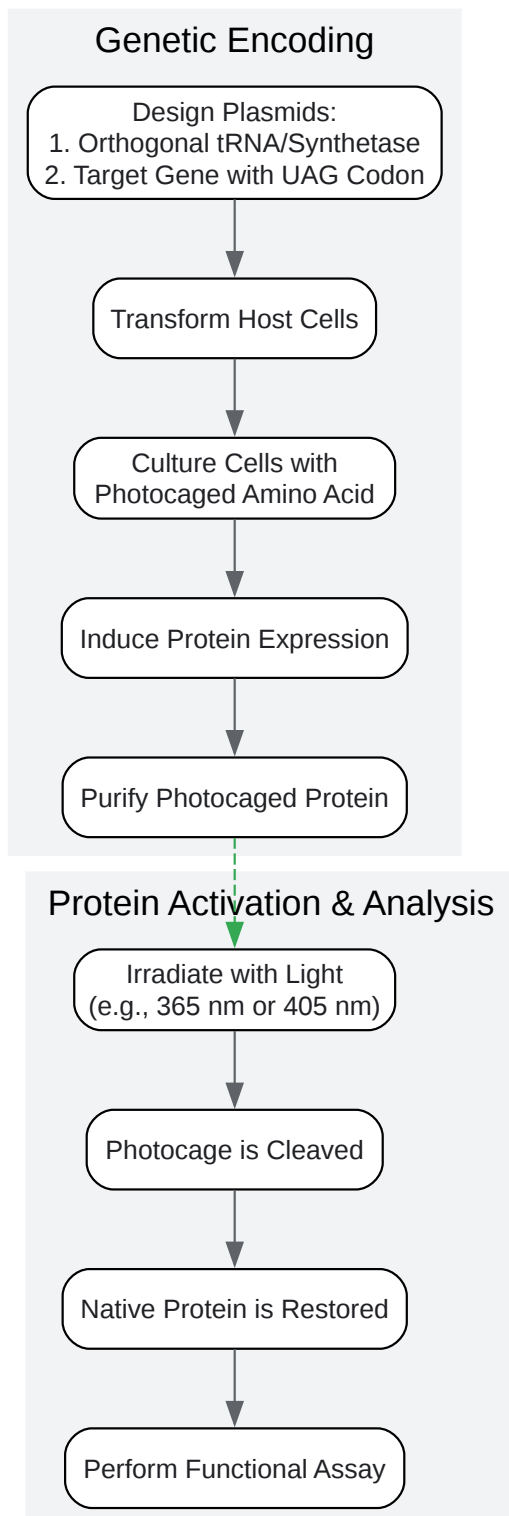 Genetic Encoding
Design Plasmids:
1. Orthogonal tRNA/Synthetase
2. Target Gene with UAG Codon
Transform Host Cells
Culture Cells with
Photocaged Amino Acid
Induce Protein Expression
Purify Photocaged Protein
Protein Activation & Analysis
Irradiate with Light
(e.g., 365 nm or 405 nm)
Photocage is Cleaved
Native Protein is Restored
Perform Functional Assay